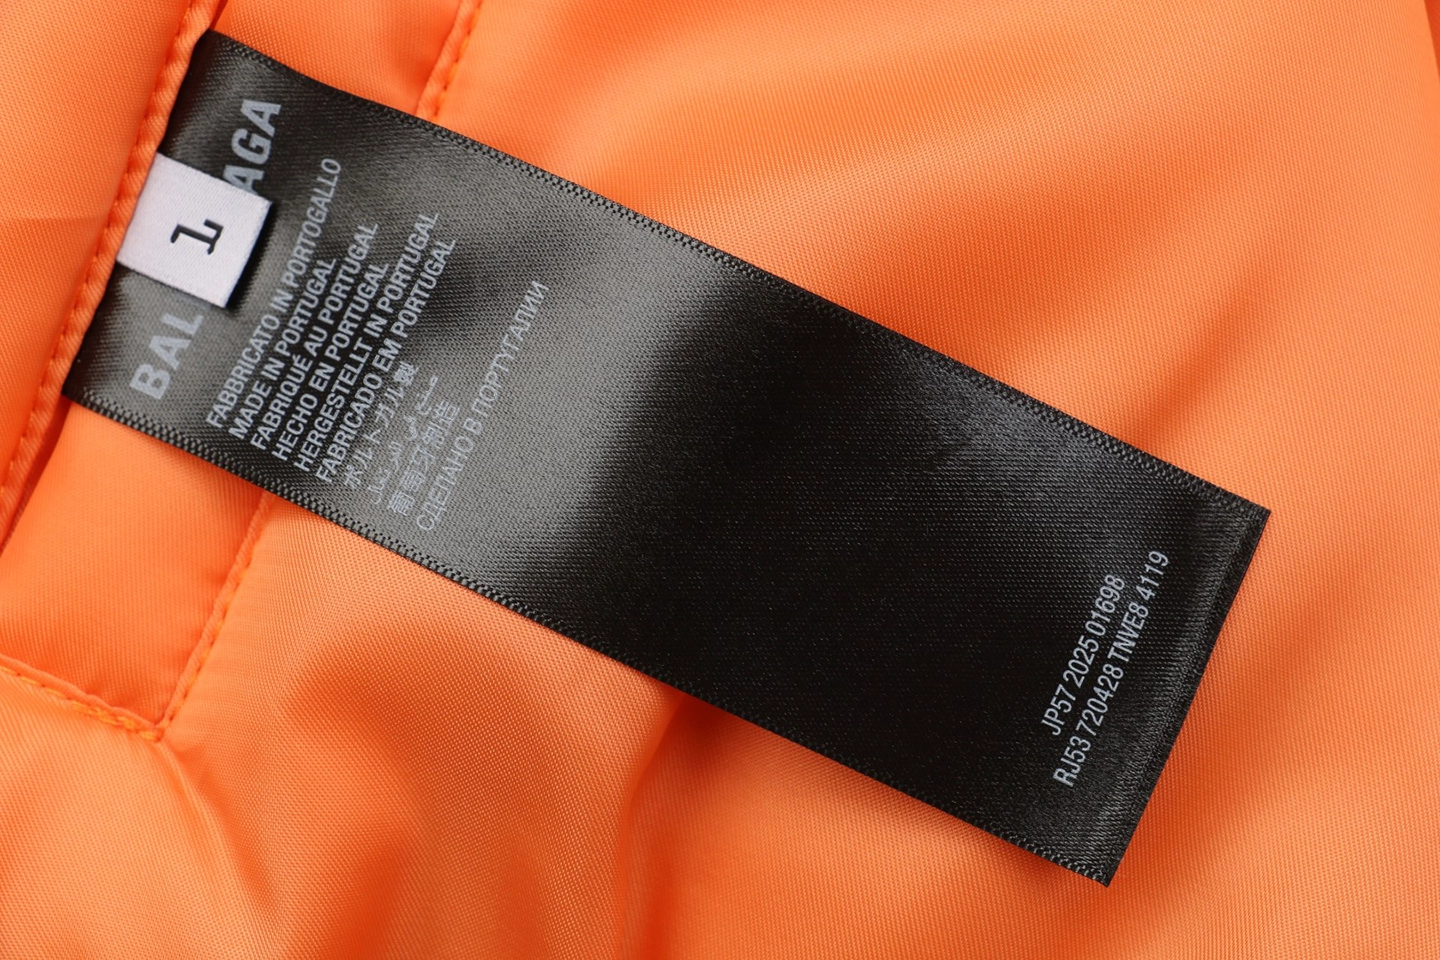 BAL AGA
L
FABBRICATO IN PORTOGALLO
MADE IN PORTUGAL
FABRIQUÉ AU PORTUGAL
HECHO EN PORTUGAL
HERGESTELLT IN PORTUGAL
FABRICADO EM PORTUGAL
ポルトガル製
葡萄牙制造
СДЕЛАНО В ПОРТУГАЛИИ
JP57 2025 01698
RJ53 720428 TNVE8 4119